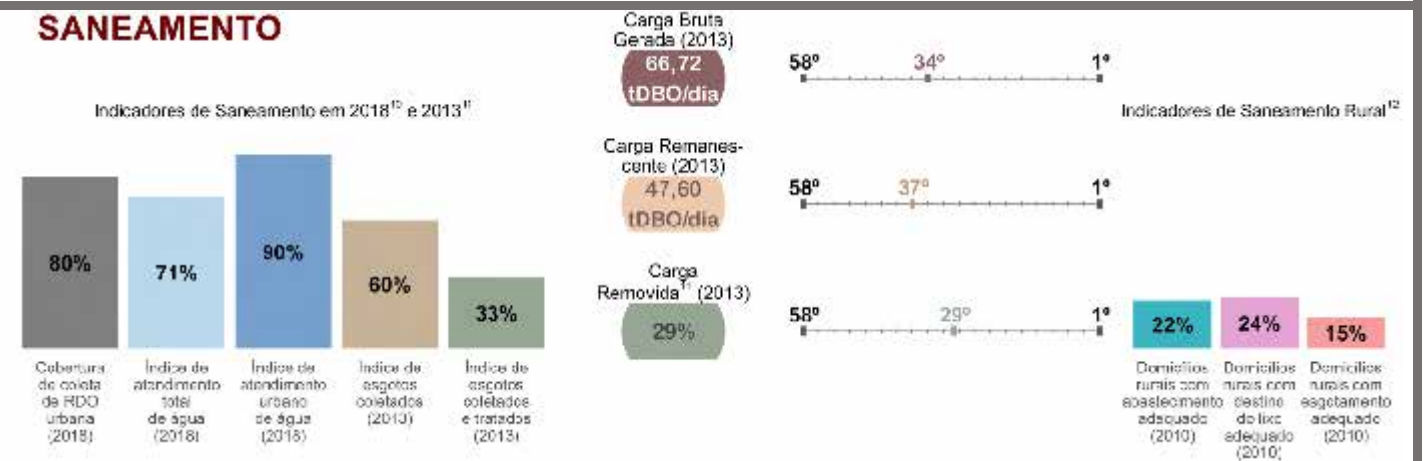 SANEAMENTO
Indicadores de Saneamento em 2018¹⁰ e 2013¹¹
80%
71%
90%
60%
33%
Cobertura
de coleta
de RDO
urbana
(2018)
Índice de
atendimento
total
de água
(2018)
Índice de
atendimento
urbano
de água
(2018)
Índice de
esgotos
coletados
(2013)
Índice de
esgotos
coletados
e tratados
(2013)
Carga Bruta
Gerada (2013)
66,72
tDBO/dia
58º 34º 1º
Carga Remanes-
cente (2013)
47,60
tDBO/dia
58º 37º 1º
Carga
Removida¹¹ (2013)
29%
58º 29º 1º
Indicadores de Saneamento Rural¹²
22%
24%
15%
Domicílios
rurais com
abastecimento
adequado
(2010)
Domicílios
rurais com
destino
do lixo
adequado
(2010)
Domicílios
rurais com
esgotamento
adequado
(2010)